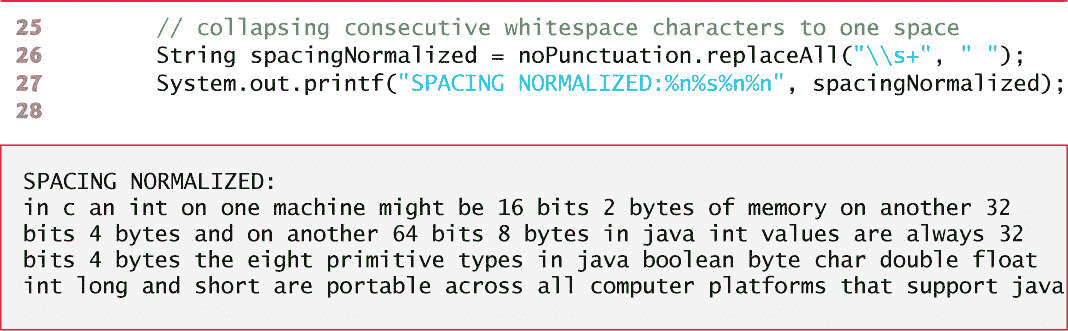 25 // collapsing consecutive whitespace characters to one space
26 String spacingNormalized = noPunctuation.replaceAll("\\s+", " ");
27 System.out.printf("SPACING NORMALIZED:%n%s%n%n", spacingNormalized);
28
SPACING NORMALIZED:
in c an int on one machine might be 16 bits 2 bytes of memory on another 32
bits 4 bytes and on another 64 bits 8 bytes in java int values are always 32
bits 4 bytes the eight primitive types in java boolean byte char double float
int long and short are portable across all computer platforms that support java